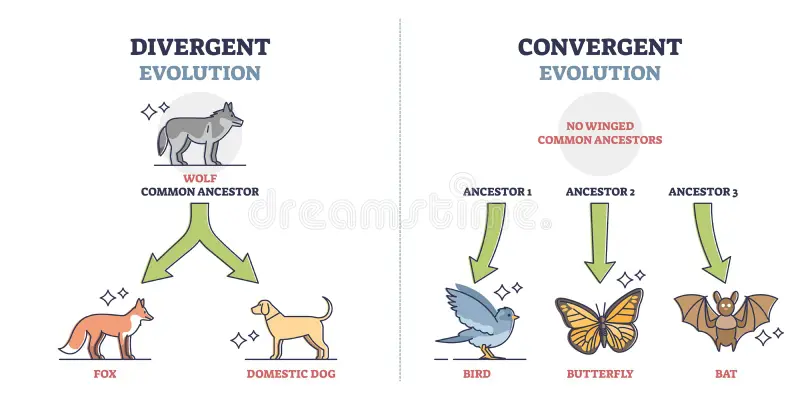 DIVERGENT
EVOLUTION
WOLF
COMMON ANCESTOR
FOX
DOMESTIC DOG
CONVERGENT
EVOLUTION
NO WINGED
COMMON ANCESTORS
ANCESTOR 1
ANCESTOR 2
ANCESTOR 3
BIRD
BUTTERFLY
BAT
dreamstime.com